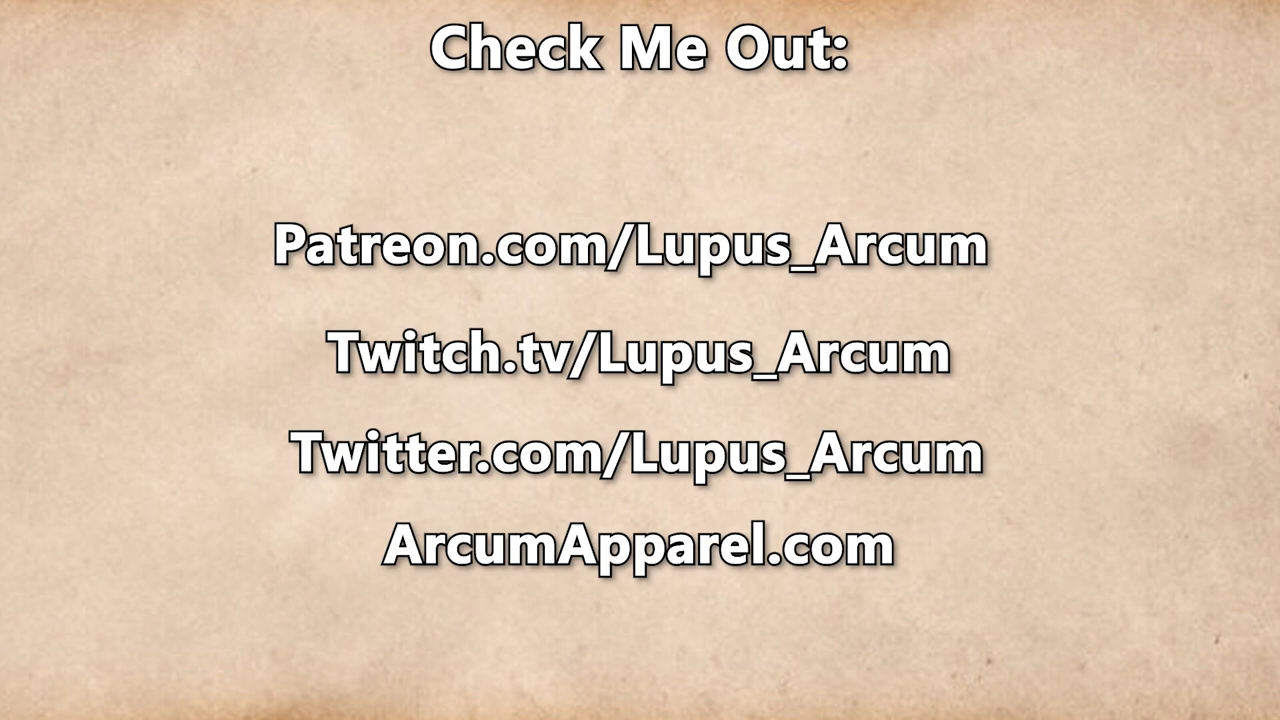 Check Me Out:
Patreon.com/Lupus_Arcum
Twitch.tv/Lupus_Arcum
Twitter.com/Lupus_Arcum
ArcumApparel.com